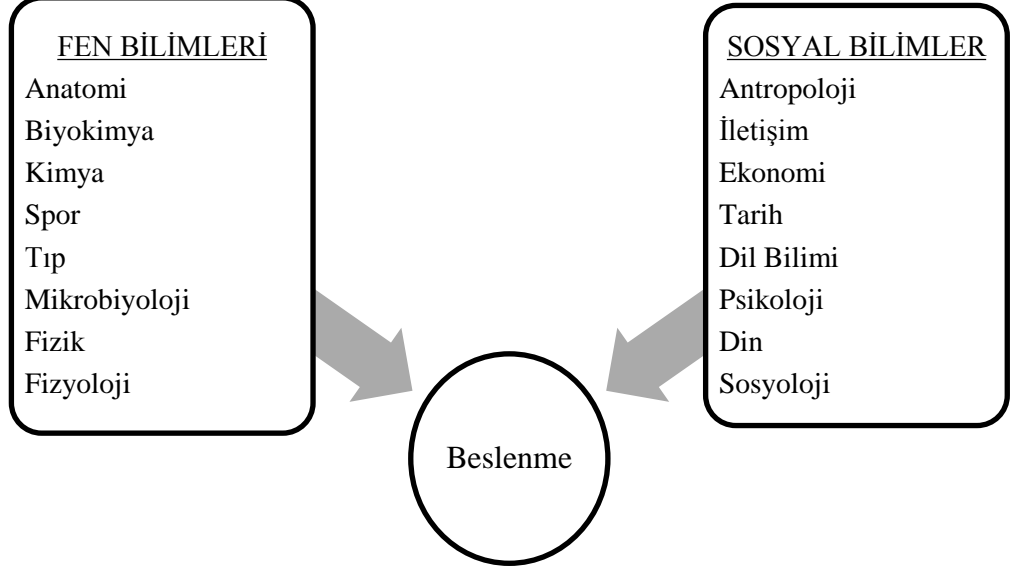 FEN BİLİMLERİ
Anatomi
Biyokimya
Kimya
Spor
Tıp
Mikrobiyoloji
Fizik
Fizyoloji
SOSYAL BİLİMLER
Antropoloji
İletişim
Ekonomi
Tarih
Dil Bilimi
Psikoloji
Din
Sosyoloji
Beslenme